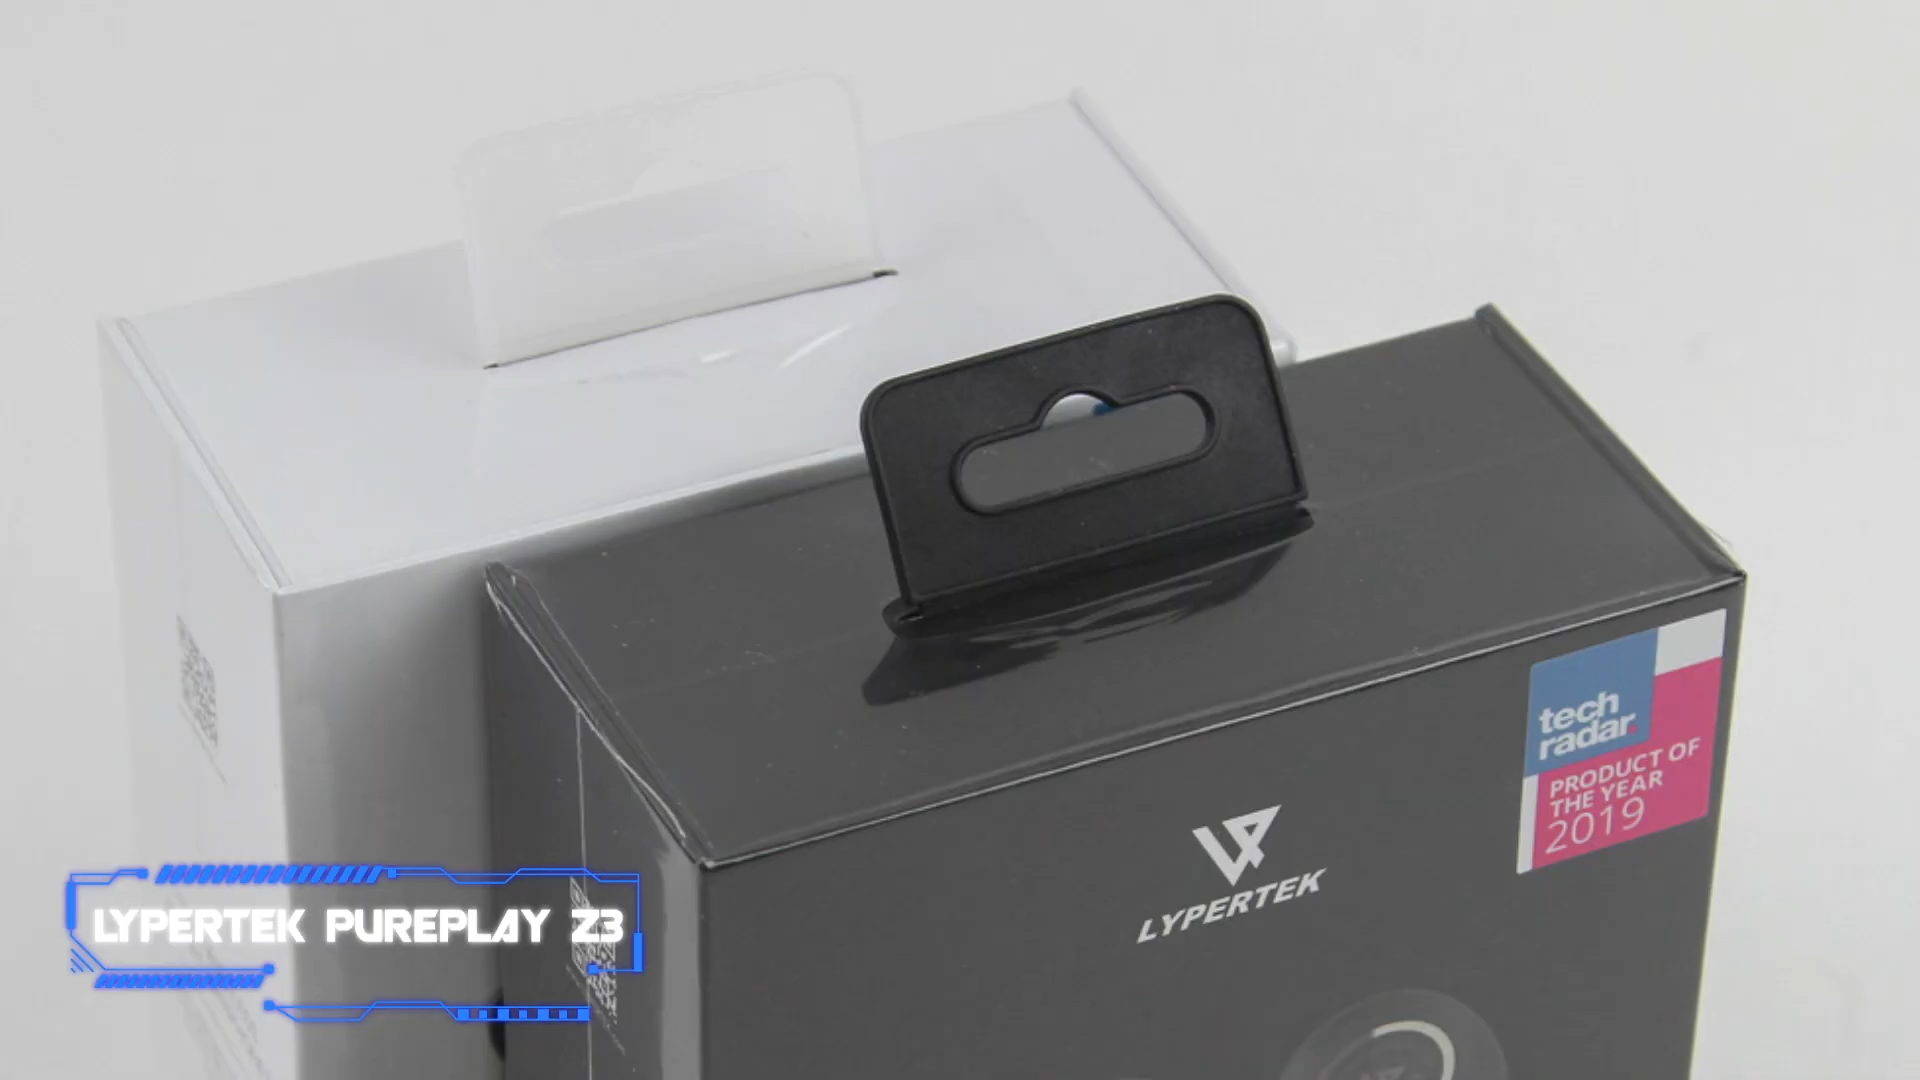 tech
radar.
PRODUCT OF
THE YEAR
2019
LYPERTEK
LYPERTEK PUREPLAY Z3